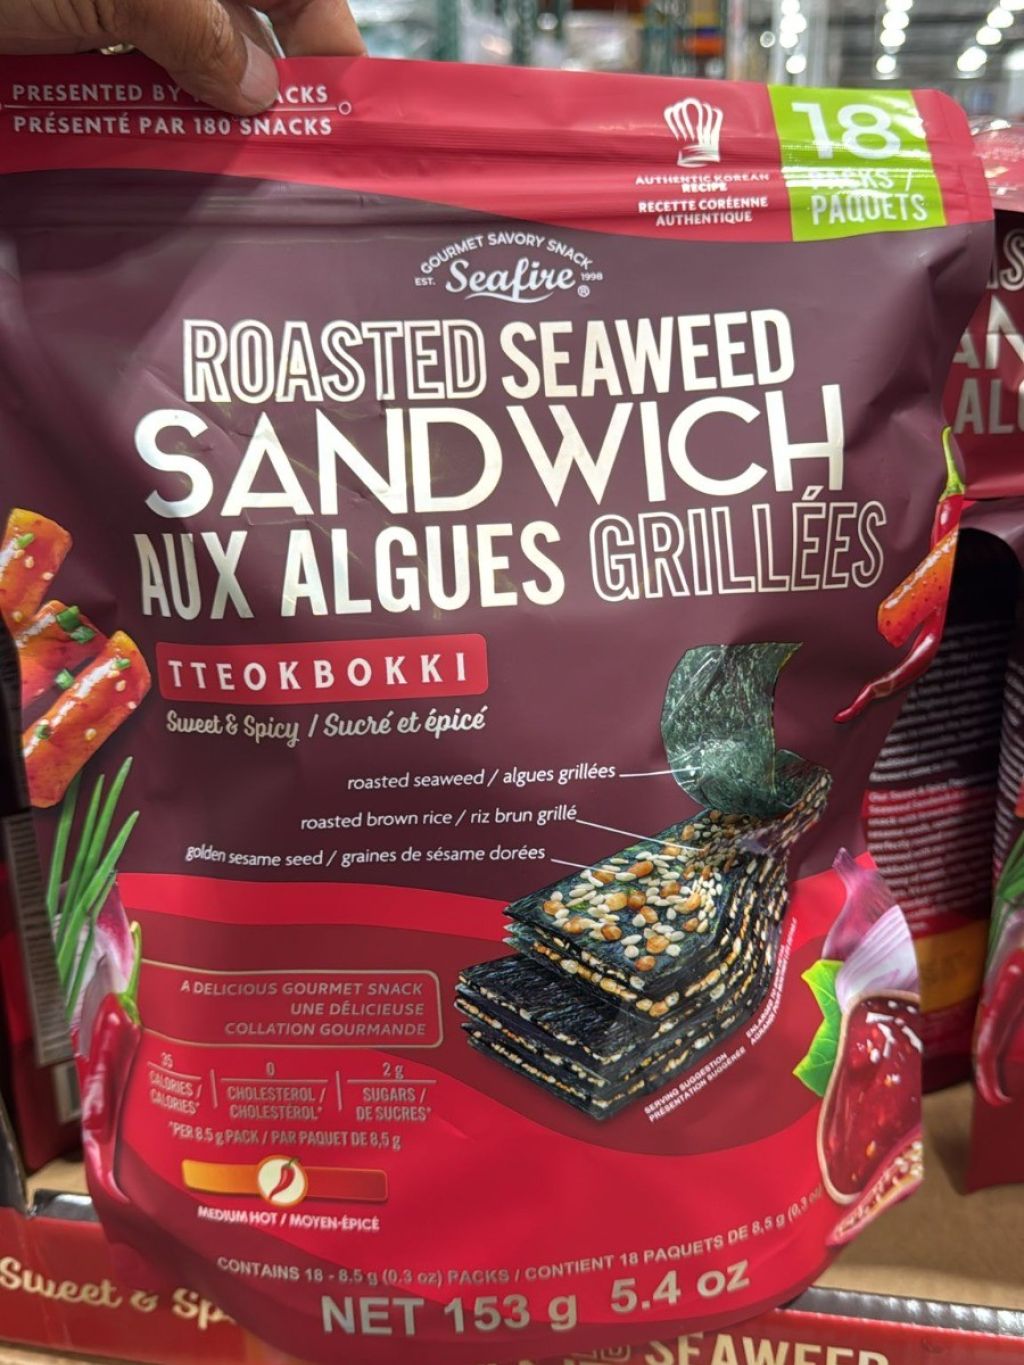 PRESENTED BY ACKS
PRÉSENTÉ PAR 180 SNACKS
AUTHENTIC KOREAN
RECIPE
RECETTE CORÉENNE
AUTHENTIQUE
18
PACKS /
PAQUETS
GOURMET SAVORY SNACK
EST. Seafire ® 1998
ROASTED SEAWEED
SANDWICH
AUX ALGUES GRILLÉES
TTEOKBOKKI
Sweet & Spicy / Sucré et épicé
roasted seaweed / algues grillées
roasted brown rice / riz brun grillé
golden sesame seed / graines de sésame dorées
A DELICIOUS GOURMET SNACK
UNE DÉLICIEUSE
COLLATION GOURMANDE
35
CALORIES /
CALORIES*
0
CHOLESTEROL /
CHOLESTÉROL*
2 g
SUGARS /
DE SUCRES*
*PER 8.5 g PACK / PAR PAQUET DE 8,5 g
MEDIUM HOT / MOYEN-ÉPICÉ
SERVING SUGGESTION
PRÉSENTATION SUGGÉRÉE
CONTAINS 18 - 8.5 g (0.3 oz) PACKS / CONTIENT 18 PAQUETS DE 8,5 g (0,3 oz)
NET 153 g 5.4 oz
Sweet & Sp
SEAWEED